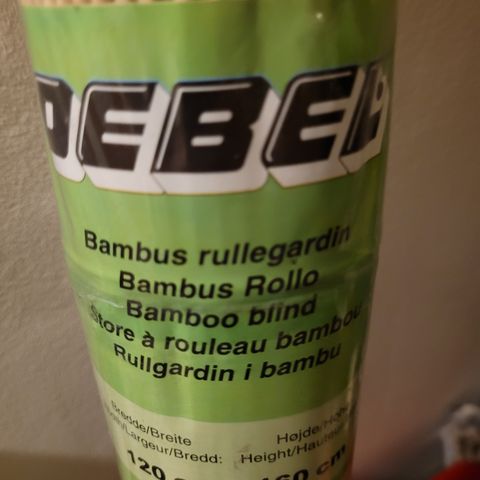 DEBEL
Bambus rullegardin
Bambus Rollo
Bamboo blind
Store à rouleau bambou
Rullgardin i bambu
Bredde/Breite
/Largeur/Bredd:
Højde/Höhe
Height/Hauteur
120
160 cm